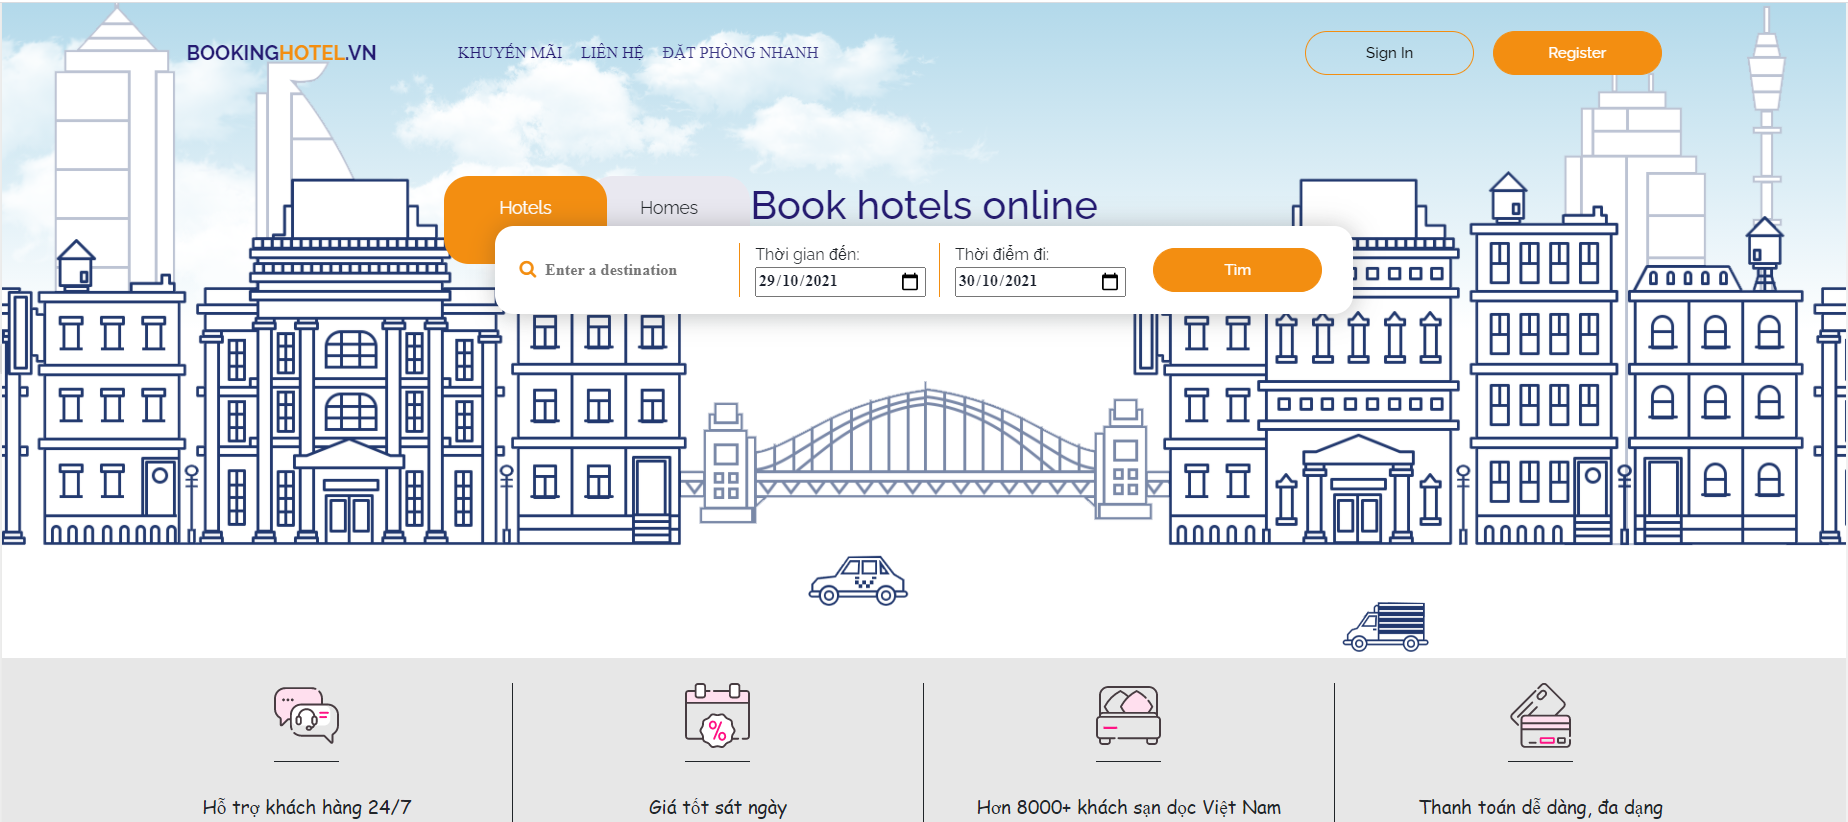 BOOKINGHOTEL.VN
KHUYẾN MÃI LIÊN HỆ ĐẶT PHÒNG NHANH
Sign In
Register
Hotels
Homes
Book hotels online
Enter a destination
Thời gian đến:
29/10/2021
Thời điểm đi:
30/10/2021
Tìm
Hỗ trợ khách hàng 24/7
Giá tốt sát ngày
Hơn 8000+ khách sạn dọc Việt Nam
Thanh toán dễ dàng, đa dạng